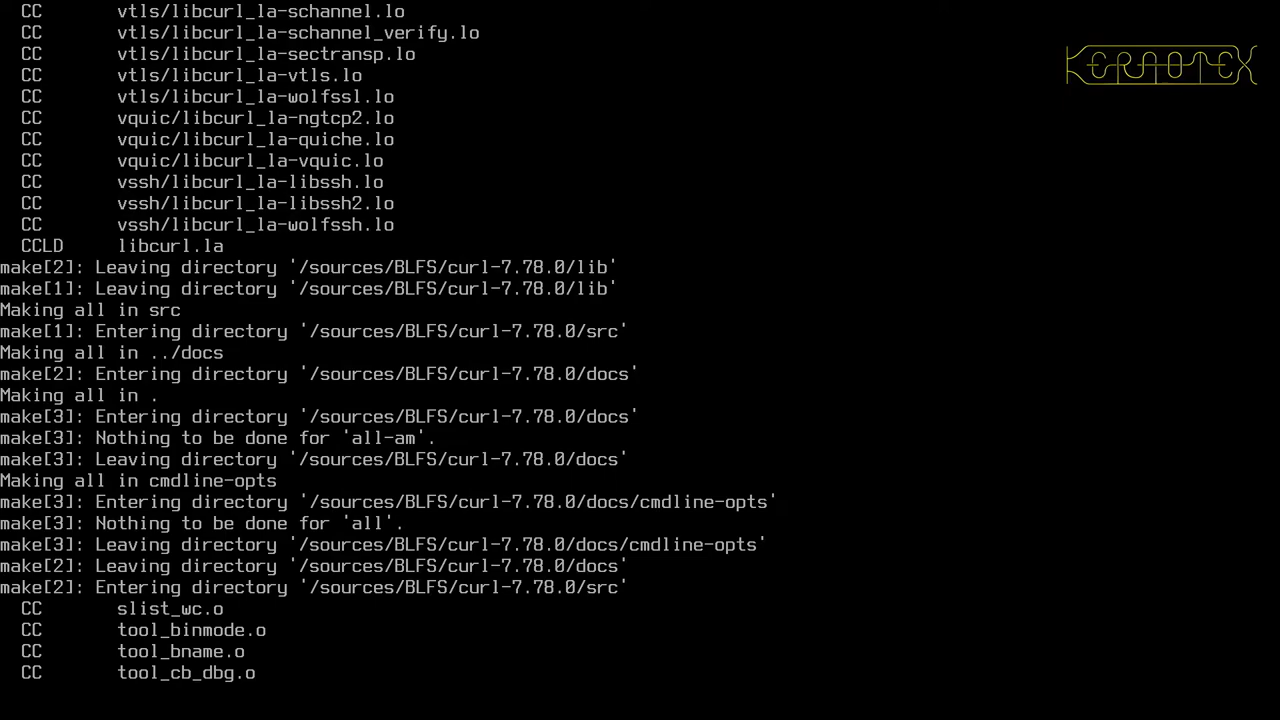 CC vtls/libcurl_la-schannel.lo
CC vtls/libcurl_la-schannel_verify.lo
CC vtls/libcurl_la-sectransp.lo
CC vtls/libcurl_la-vtls.lo
CC vtls/libcurl_la-wolfssl.lo
CC vquic/libcurl_la-ngtcp2.lo
CC vquic/libcurl_la-quiche.lo
CC vquic/libcurl_la-vquic.lo
CC vssh/libcurl_la-libssh.lo
CC vssh/libcurl_la-libssh2.lo
CC vssh/libcurl_la-wolfssh.lo
CCLD libcurl.la
make[2]: Leaving directory '/sources/BLFS/curl-7.78.0/lib'
make[1]: Leaving directory '/sources/BLFS/curl-7.78.0/lib'
Making all in src
make[1]: Entering directory '/sources/BLFS/curl-7.78.0/src'
Making all in ../docs
make[2]: Entering directory '/sources/BLFS/curl-7.78.0/docs'
Making all in .
make[3]: Entering directory '/sources/BLFS/curl-7.78.0/docs'
make[3]: Nothing to be done for 'all-am'.
make[3]: Leaving directory '/sources/BLFS/curl-7.78.0/docs'
Making all in cmdline-opts
make[3]: Entering directory '/sources/BLFS/curl-7.78.0/docs/cmdline-opts'
make[3]: Nothing to be done for 'all'.
make[3]: Leaving directory '/sources/BLFS/curl-7.78.0/docs/cmdline-opts'
make[2]: Leaving directory '/sources/BLFS/curl-7.78.0/docs'
make[2]: Entering directory '/sources/BLFS/curl-7.78.0/src'
CC slist_wc.o
CC tool_binmode.o
CC tool_bname.o
CC tool_cb_dbg.o